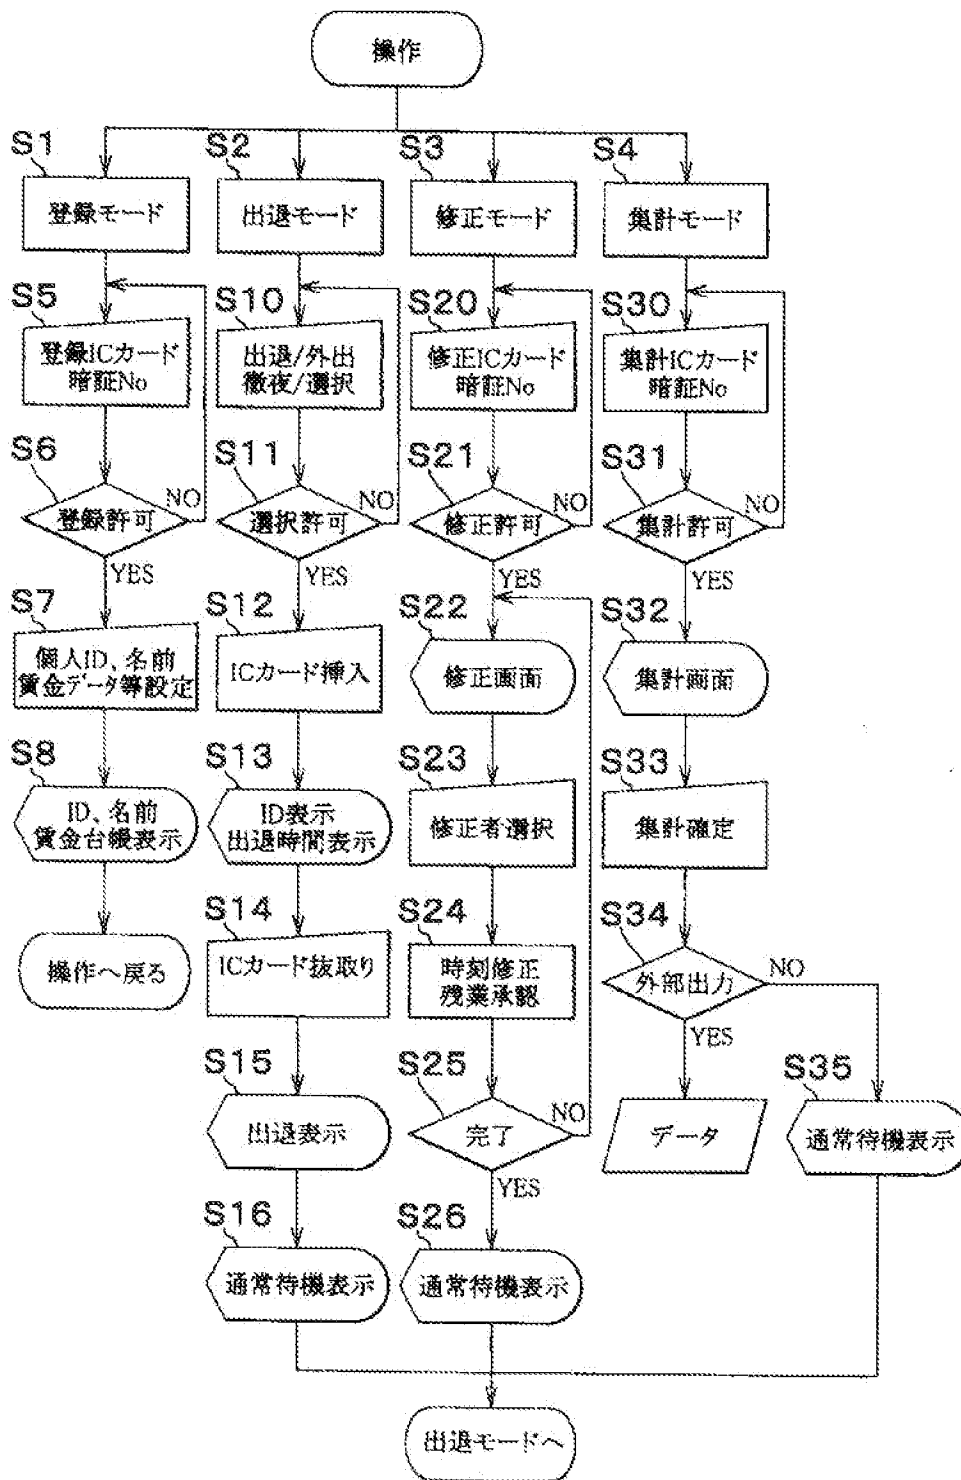 操作
S1
登録モード
S2
出退モード
S3
修正モード
S4
集計モード
S5
登録ICカード
暗証No
S10
出退/外出
徹夜/選択
S20
修正ICカード
暗証No
S30
集計ICカード
暗証No
S6
登録許可
NO
YES
S11
選択許可
NO
YES
S21
修正許可
NO
YES
S31
集計許可
NO
YES
S7
個人ID、名前
賃金データ等設定
S12
ICカード挿入
S22
修正画面
S32
集計画面
S8
ID、名前
賃金台帳表示
S13
ID表示
出退時間表示
S23
修正者選択
S33
集計確定
操作へ戻る
S14
ICカード抜取り
S24
時刻修正
残業承認
S34
外部出力
NO
YES
S15
出退表示
S25
完了
NO
YES
データ
S35
通常待機表示
S16
通常待機表示
S26
通常待機表示
出退モードへ